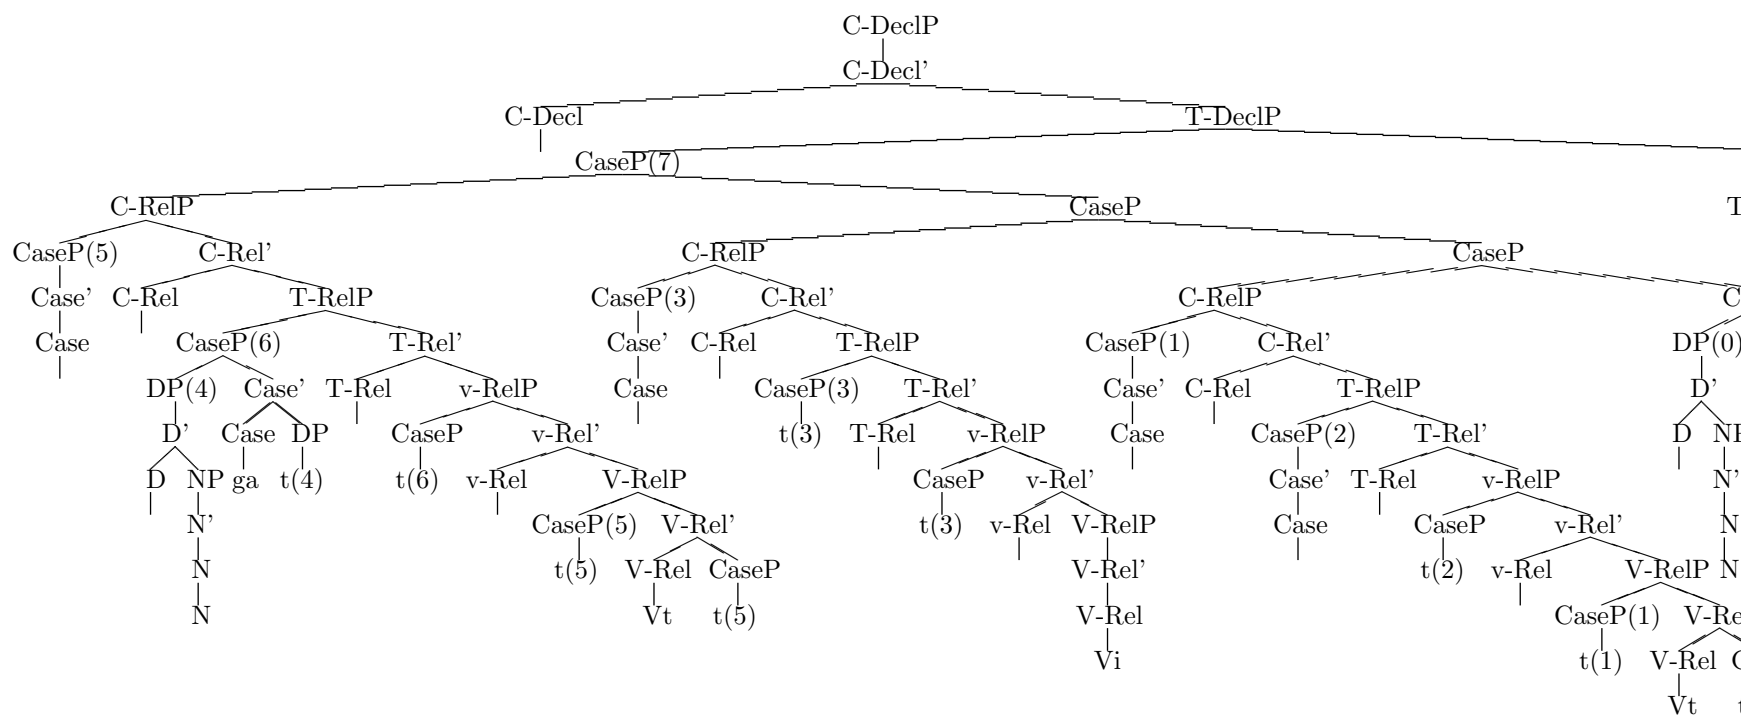 C-DeclP
C-Decl'
C-Decl T-DeclP
CaseP(7)
C-RelP CaseP T
CaseP(5) C-Rel' C-RelP CaseP
Case' C-Rel T-RelP CaseP(3) C-Rel' C-RelP C
Case CaseP(6) T-Rel' Case' C-Rel T-RelP CaseP(1) C-Rel' DP(0)
DP(4) Case' T-Rel v-RelP Case CaseP(3) T-Rel' Case' C-Rel T-RelP D'
D' Case DP CaseP v-Rel' t(3) T-Rel v-RelP Case CaseP(2) T-Rel' D NP
D NP ga t(4) t(6) v-Rel V-RelP CaseP v-Rel' Case' T-Rel v-RelP N'
N' CaseP(5) V-Rel' t(3) v-Rel V-RelP Case CaseP v-Rel' N
N t(5) V-Rel CaseP V-Rel' t(2) v-Rel V-RelP N
N Vt t(5) V-Rel CaseP(1) V-Re
Vi t(1) V-Rel C
Vt t